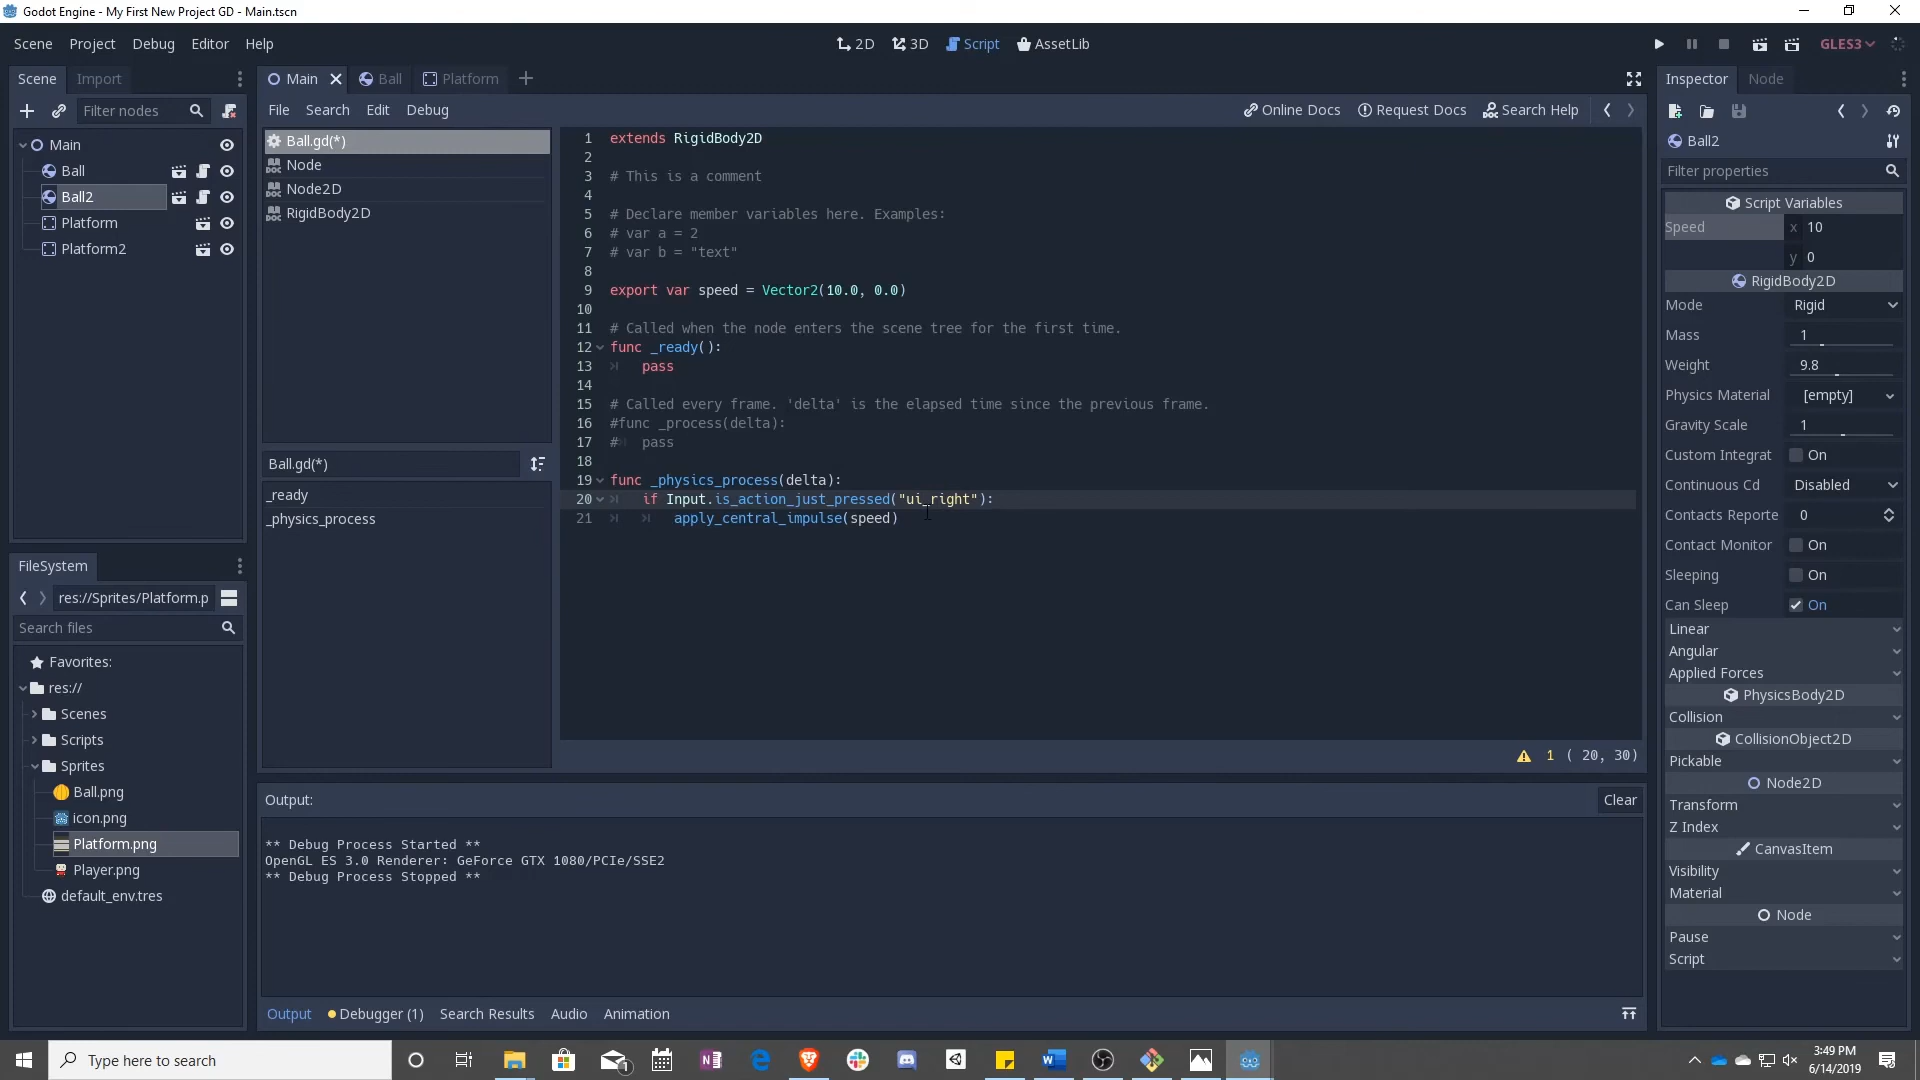 Godot Engine - My First New Project GD - Main.tscn
Scene Project Debug Editor Help
2D 3D Script AssetLib
GLES3
Scene Import
Main Ball Platform
Inspector Node
Filter nodes
File Search Edit Debug
Online Docs Request Docs Search Help
Main
Ball
Ball2
Platform
Platform2
Ball.gd(*)
Node
Node2D
RigidBody2D
Ball.gd(*)
_ready
_physics_process
1 extends RigidBody2D
2
3 # This is a comment
4
5 # Declare member variables here. Examples:
6 # var a = 2
7 # var b = "text"
8
9 export var speed = Vector2(10.0, 0.0)
10
11 # Called when the node enters the scene tree for the first time.
12 func _ready():
13 pass
14
15 # Called every frame. 'delta' is the elapsed time since the previous frame.
16 #func _process(delta):
17 # pass
18
19 func _physics_process(delta):
20 if Input.is_action_just_pressed("ui_right"):
21 apply_central_impulse(speed)
1 ( 20, 30)
FileSystem
res://Sprites/Platform.p
Search files
Favorites:
res://
Scenes
Scripts
Sprites
Ball.png
icon.png
Platform.png
Player.png
default_env.tres
Output:
Clear
** Debug Process Started **
OpenGL ES 3.0 Renderer: GeForce GTX 1080/PCIe/SSE2
** Debug Process Stopped **
Output Debugger (1) Search Results Audio Animation
Ball2
Filter properties
Script Variables
Speed x 10
y 0
RigidBody2D
Mode Rigid
Mass 1
Weight 9.8
Physics Material [empty]
Gravity Scale 1
Custom Integrat On
Continuous Cd Disabled
Contacts Reporte 0
Contact Monitor On
Sleeping On
Can Sleep On
Linear
Angular
Applied Forces
PhysicsBody2D
Collision
CollisionObject2D
Pickable
Node2D
Transform
Z Index
CanvasItem
Visibility
Material
Node
Pause
Script
Type here to search
3:49 PM
6/14/2019